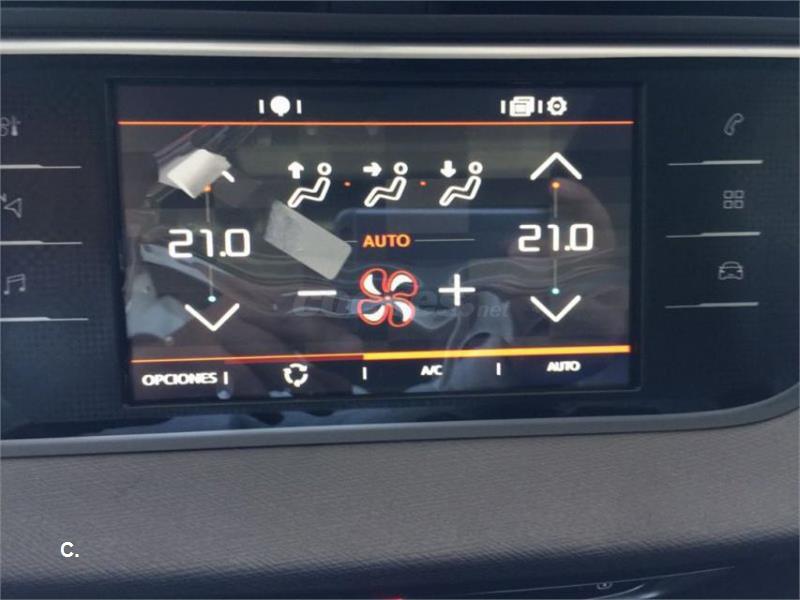 21.0
AUTO
21.0
OPCIONES
A/C
AUTO
C.